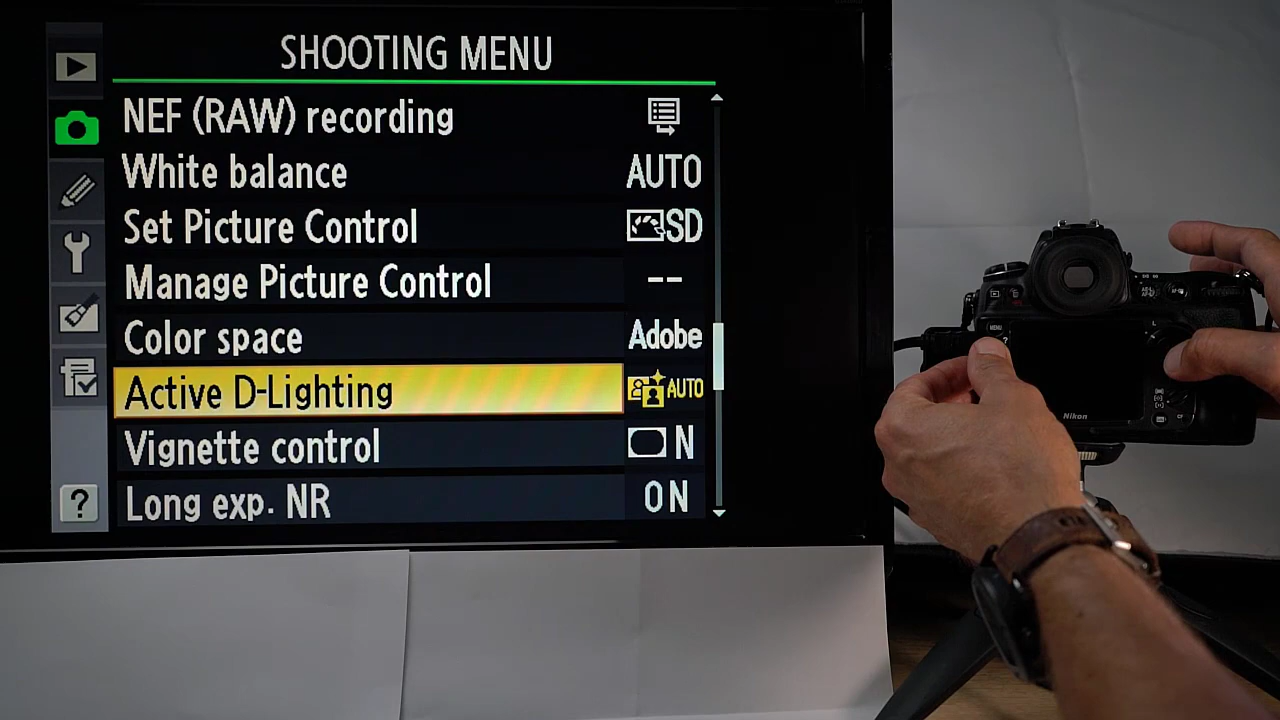 SHOOTING MENU
NEF (RAW) recording
White balance AUTO
Set Picture Control SD
Manage Picture Control --
Color space Adobe
Active D-Lighting AUTO
Vignette control N
Long exp. NR ON
?
MENU
?
L
Nikon